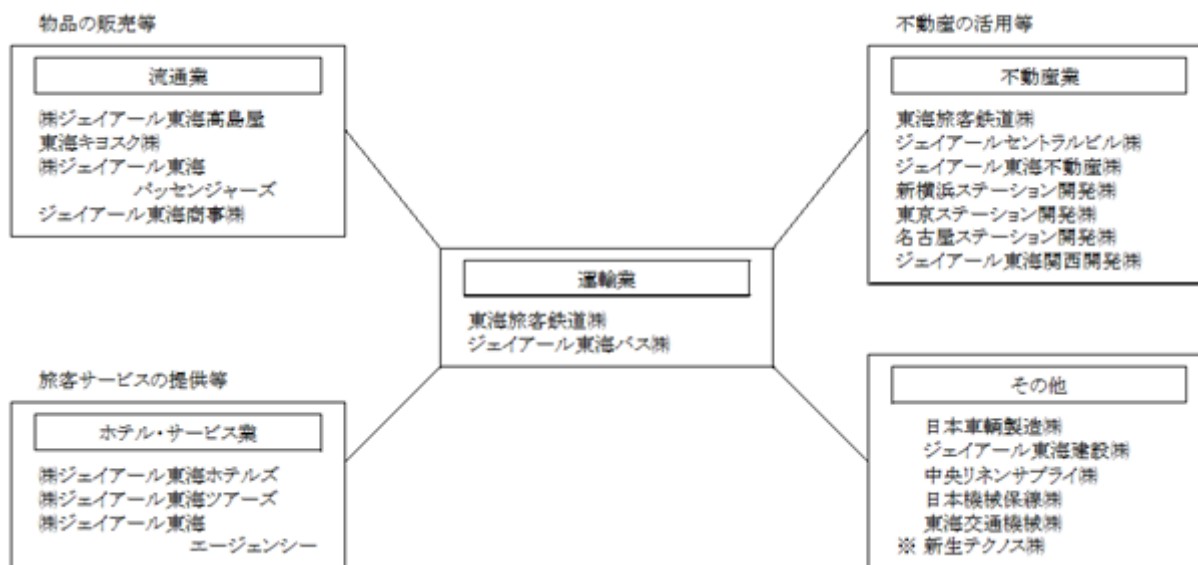 物品の販売等
流通業
㈱ジェイアール東海高島屋
東海キヨスク㈱
㈱ジェイアール東海
パッセンジャーズ
ジェイアール東海商事㈱
旅客サービスの提供等
ホテル・サービス業
㈱ジェイアール東海ホテルズ
㈱ジェイアール東海ツアーズ
㈱ジェイアール東海
エージェンシー
運輸業
東海旅客鉄道㈱
ジェイアール東海バス㈱
不動産の活用等
不動産業
東海旅客鉄道㈱
ジェイアールセントラルビル㈱
ジェイアール東海不動産㈱
新横浜ステーション開発㈱
東京ステーション開発㈱
名古屋ステーション開発㈱
ジェイアール東海関西開発㈱
その他
日本車輌製造㈱
ジェイアール東海建設㈱
中央リネンサプライ㈱
日本機械保線㈱
東海交通機械㈱
※ 新生テクノス㈱